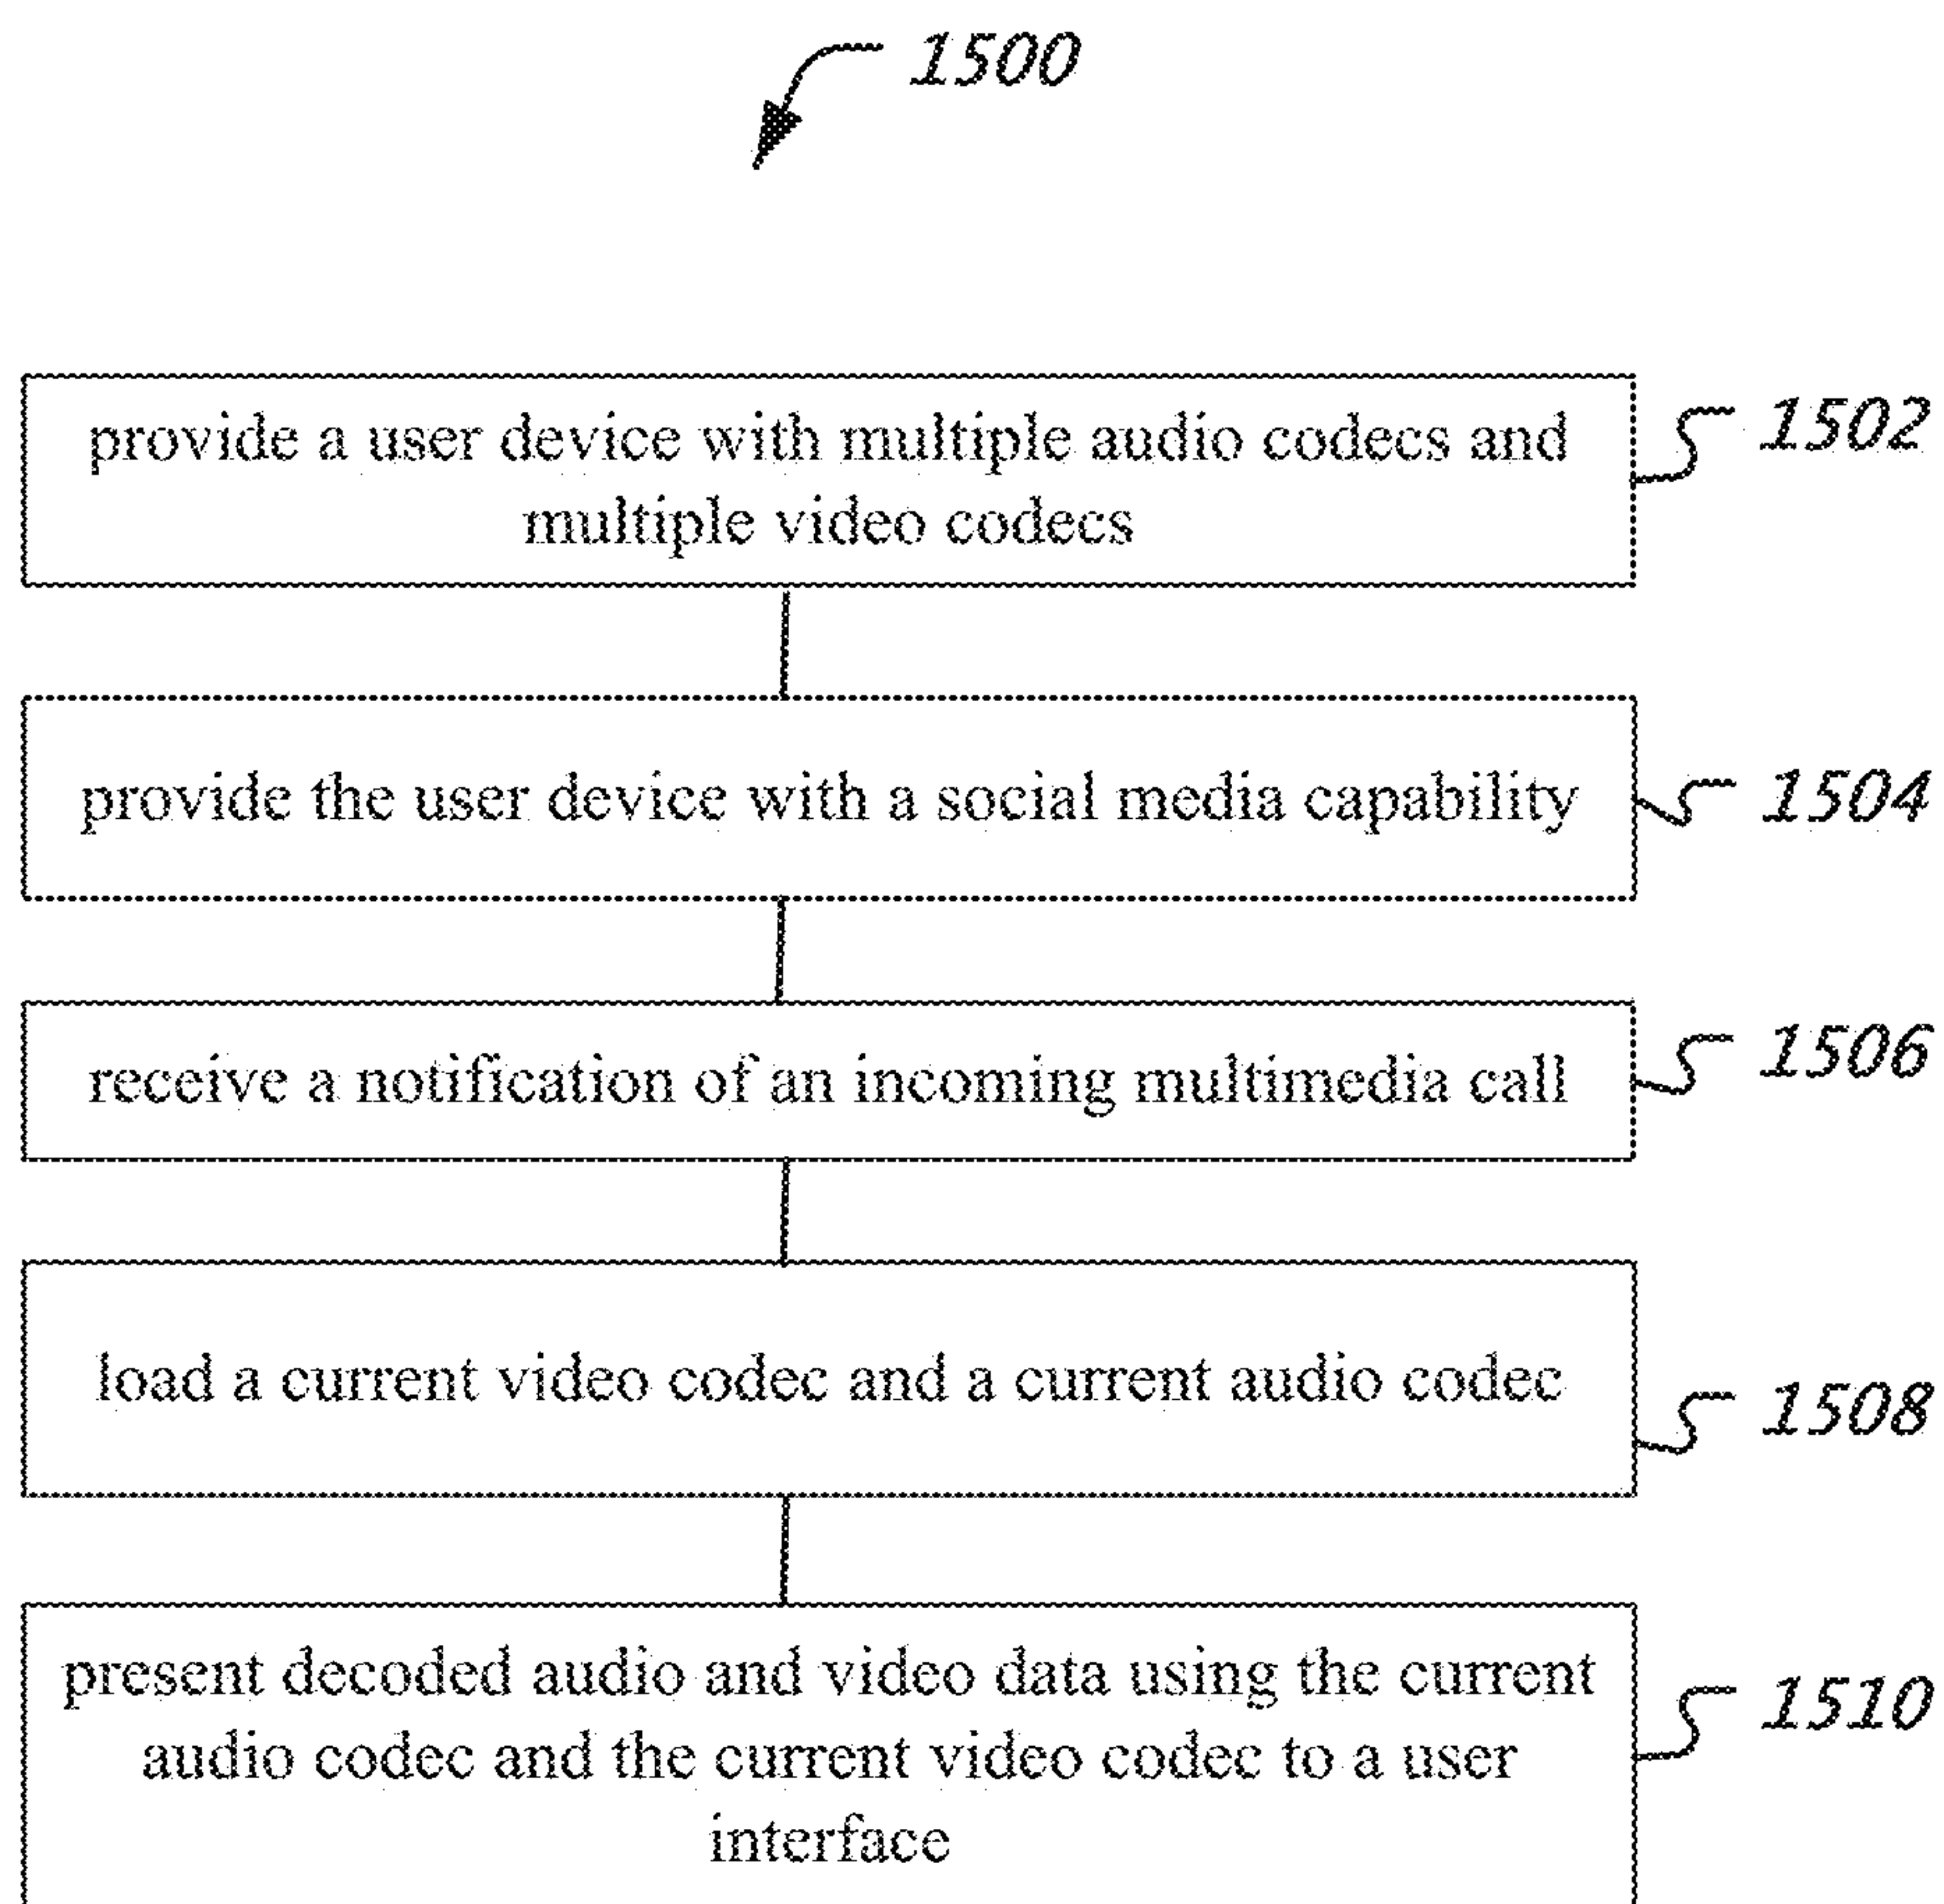 1500
provide a user device with multiple audio codecs and
multiple video codecs
1502
provide the user device with a social media capability
1504
receive a notification of an incoming multimedia call
1506
load a current video codec and a current audio codec
1508
present decoded audio and video data using the current
audio codec and the current video codec to a user
interface
1510